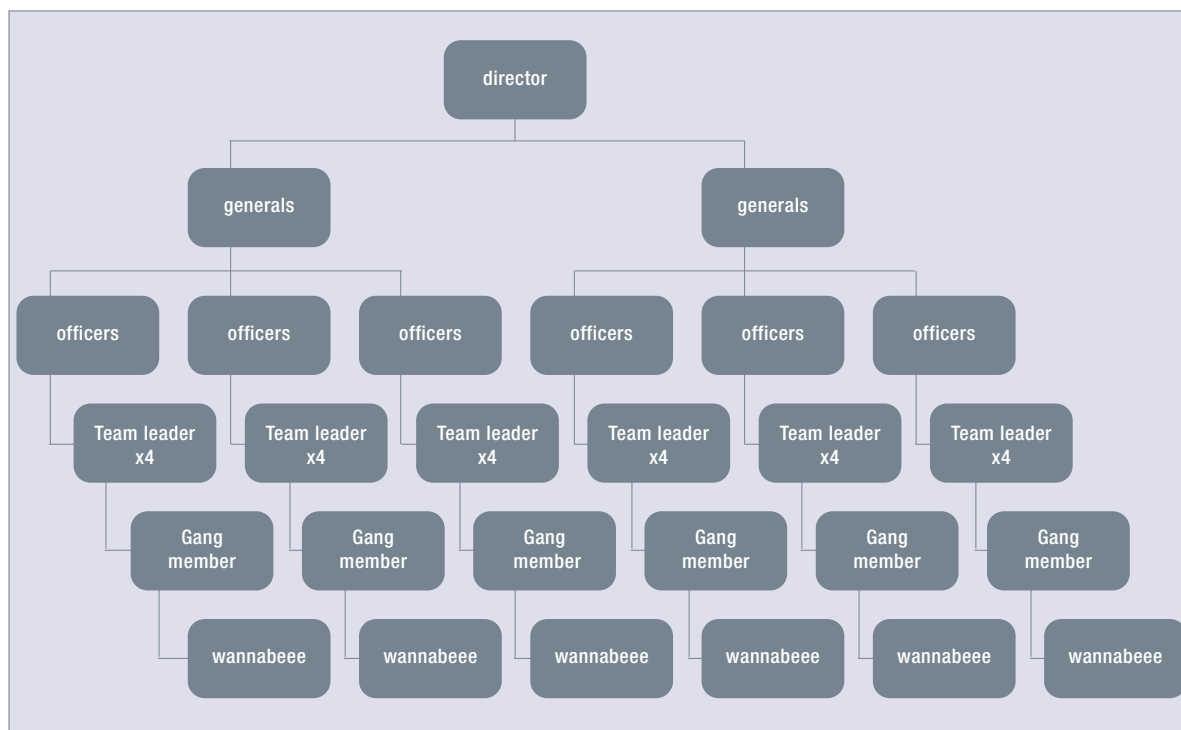 director
generals
generals
officers
officers
officers
officers
officers
officers
Team leader
x4
Team leader
x4
Team leader
x4
Team leader
x4
Team leader
x4
Team leader
x4
Gang
member
Gang
member
Gang
member
Gang
member
Gang
member
Gang
member
wannabeee
wannabeee
wannabeee
wannabeee
wannabeee
wannabeee